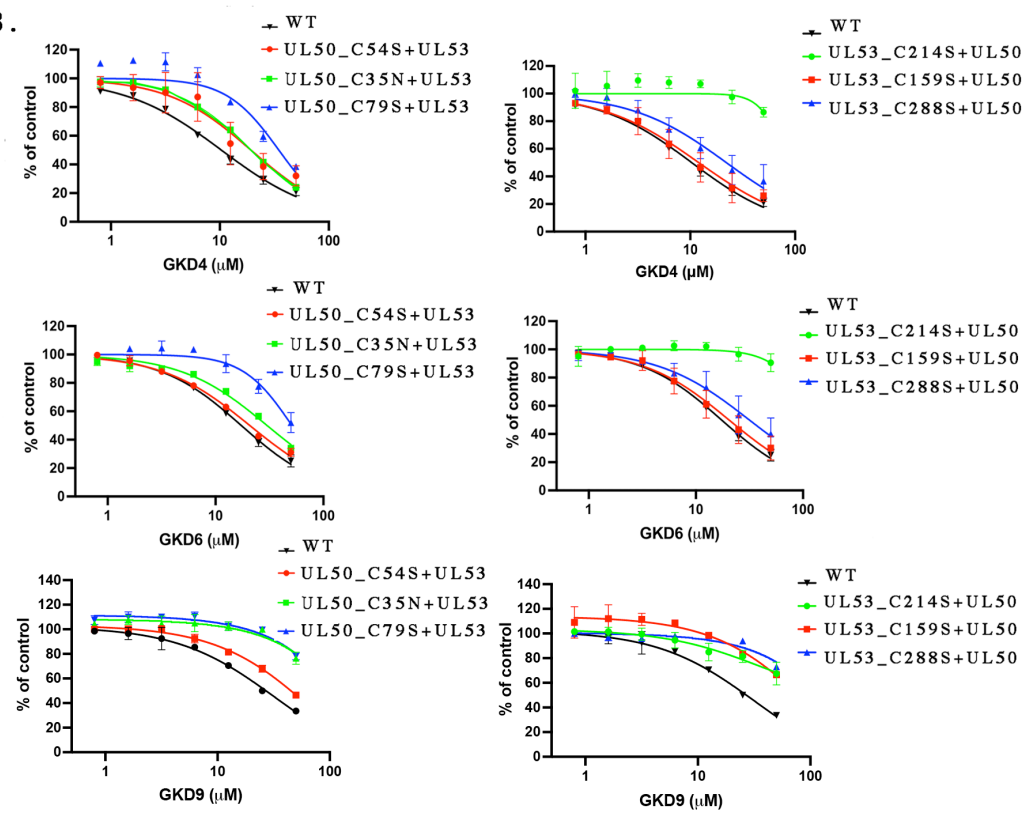 3.
WT
UL50_C54S+UL53
UL50_C35N+UL53
UL50_C79S+UL53
% of control
120
100
80
60
40
20
0
1
10
100
GKD4 (μM)
WT
UL53_C214S+UL50
UL53_C159S+UL50
UL53_C288S+UL50
% of control
120
100
80
60
40
20
0
1
10
100
GKD4 (μM)
WT
UL50_C54S+UL53
UL50_C35N+UL53
UL50_C79S+UL53
% of control
120
100
80
60
40
20
0
1
10
100
GKD6 (μM)
WT
UL53_C214S+UL50
UL53_C159S+UL50
UL53_C288S+UL50
% of control
120
100
80
60
40
20
0
1
10
100
GKD6 (μM)
WT
UL50_C54S+UL53
UL50_C35N+UL53
UL50_C79S+UL53
% of control
140
120
100
80
60
40
20
0
1
10
100
GKD9 (μM)
WT
UL53_C214S+UL50
UL53_C159S+UL50
UL53_C288S+UL50
% of control
140
120
100
80
60
40
20
0
1
10
100
GKD9 (μM)